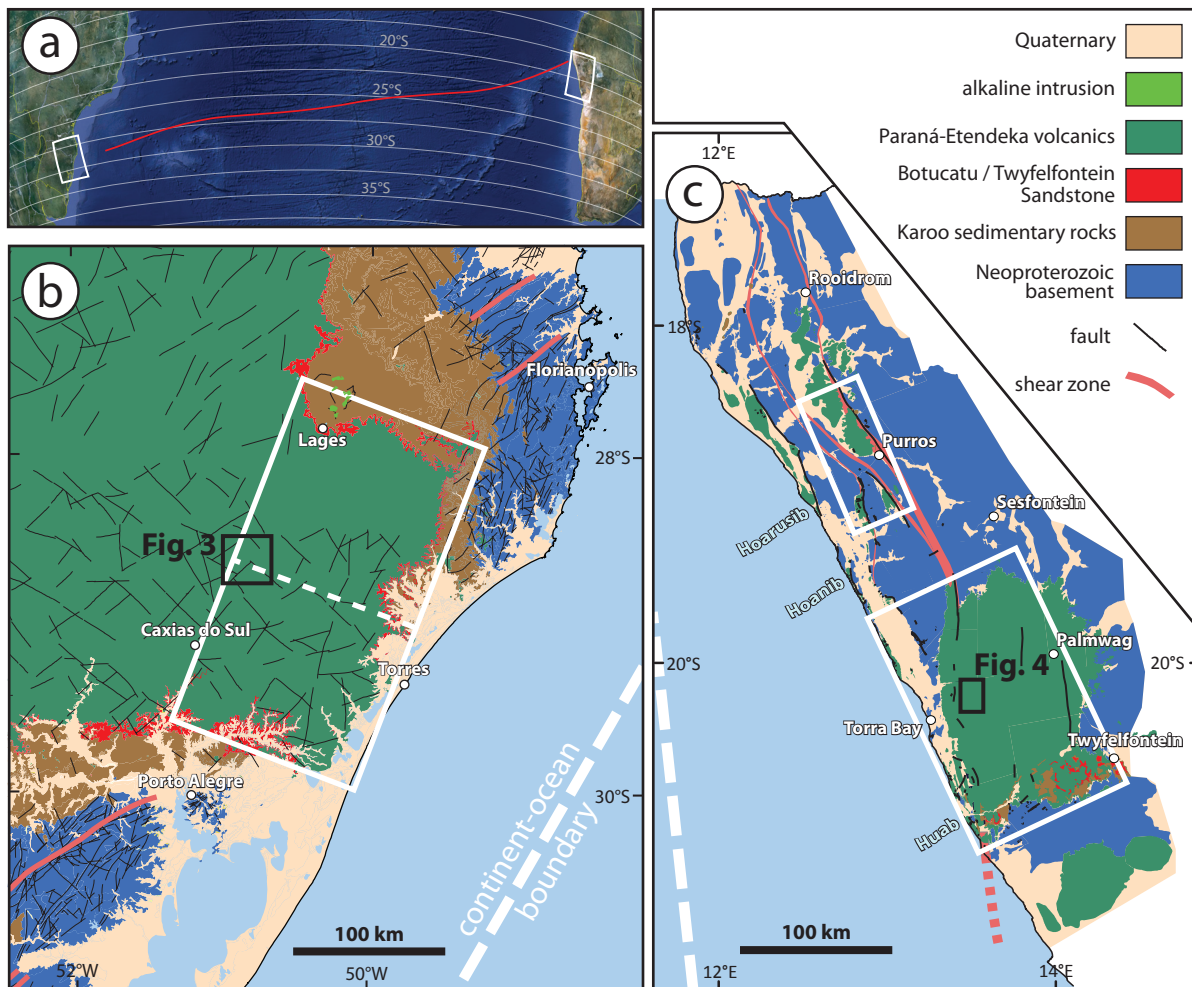 a
20°S
25°S
30°S
35°S
Quaternary
alkaline intrusion
Paraná-Etendeka volcanics
Botucatu / Twyfelfontein
Sandstone
Karoo sedimentary rocks
Neoproterozoic
basement
fault
shear zone
b
Florianopolis
Lages
28°S
Fig. 3
Caxias do Sul
Torres
Porto Alegre
30°S
continent-ocean
boundary
100 km
52°W
50°W
c
12°E
Rooidrom
18°S
Purros
Sesfontein
Hoarusib
Hoanib
Palmwag
20°S
20°S
Fig. 4
Torra Bay
Twyfelfontein
Huab
100 km
12°E
14°E